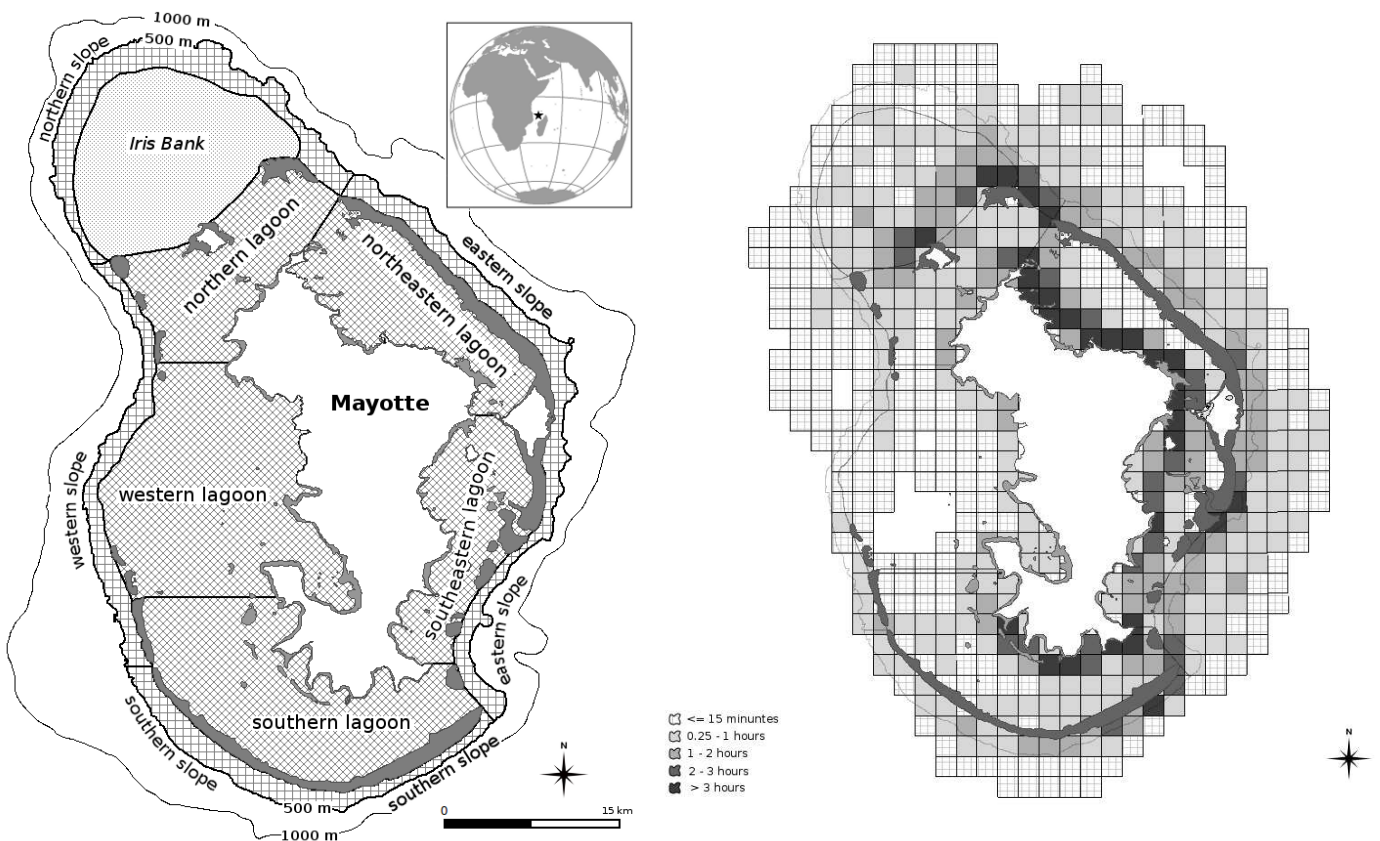 1000 m
500 m
northern slope
Iris Bank
northern lagoon
northeastern lagoon
eastern slope
Mayotte
western lagoon
western slope
southeastern lagoon
eastern slope
southern lagoon
southern slope
southern slope
500 m
1000 m
N
0 15 km
<= 15 minuntes
0.25 - 1 hours
1 - 2 hours
2 - 3 hours
> 3 hours
N